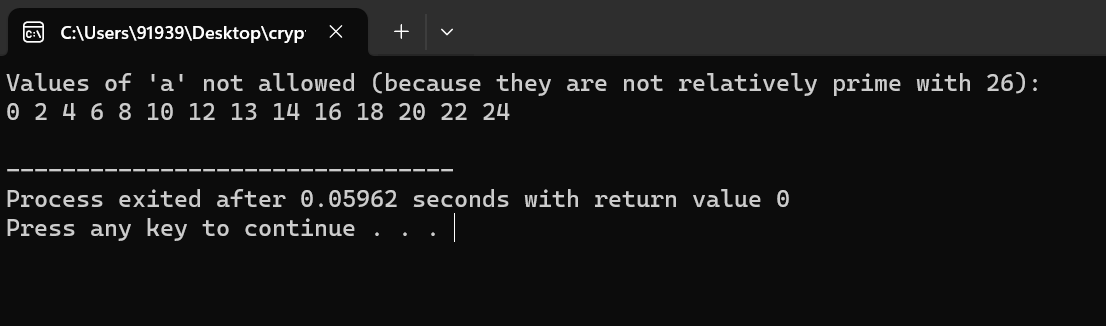 C:\Users\91939\Desktop\cryp
Values of 'a' not allowed (because they are not relatively prime with 26):
0 2 4 6 8 10 12 13 14 16 18 20 22 24
--------------------------------
Process exited after 0.05962 seconds with return value 0
Press any key to continue . . .